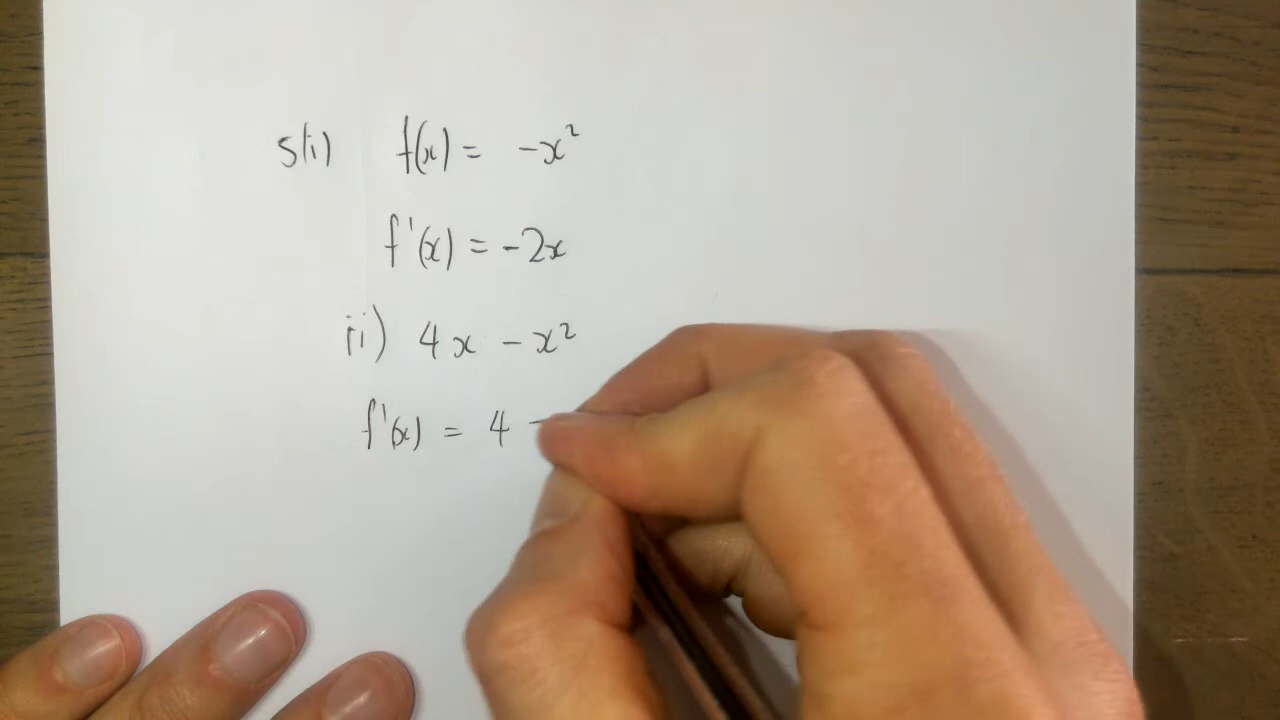 5(i) f(x) = -x²
f'(x) = -2x
ii) 4x - x²
f'(x) = 4 -